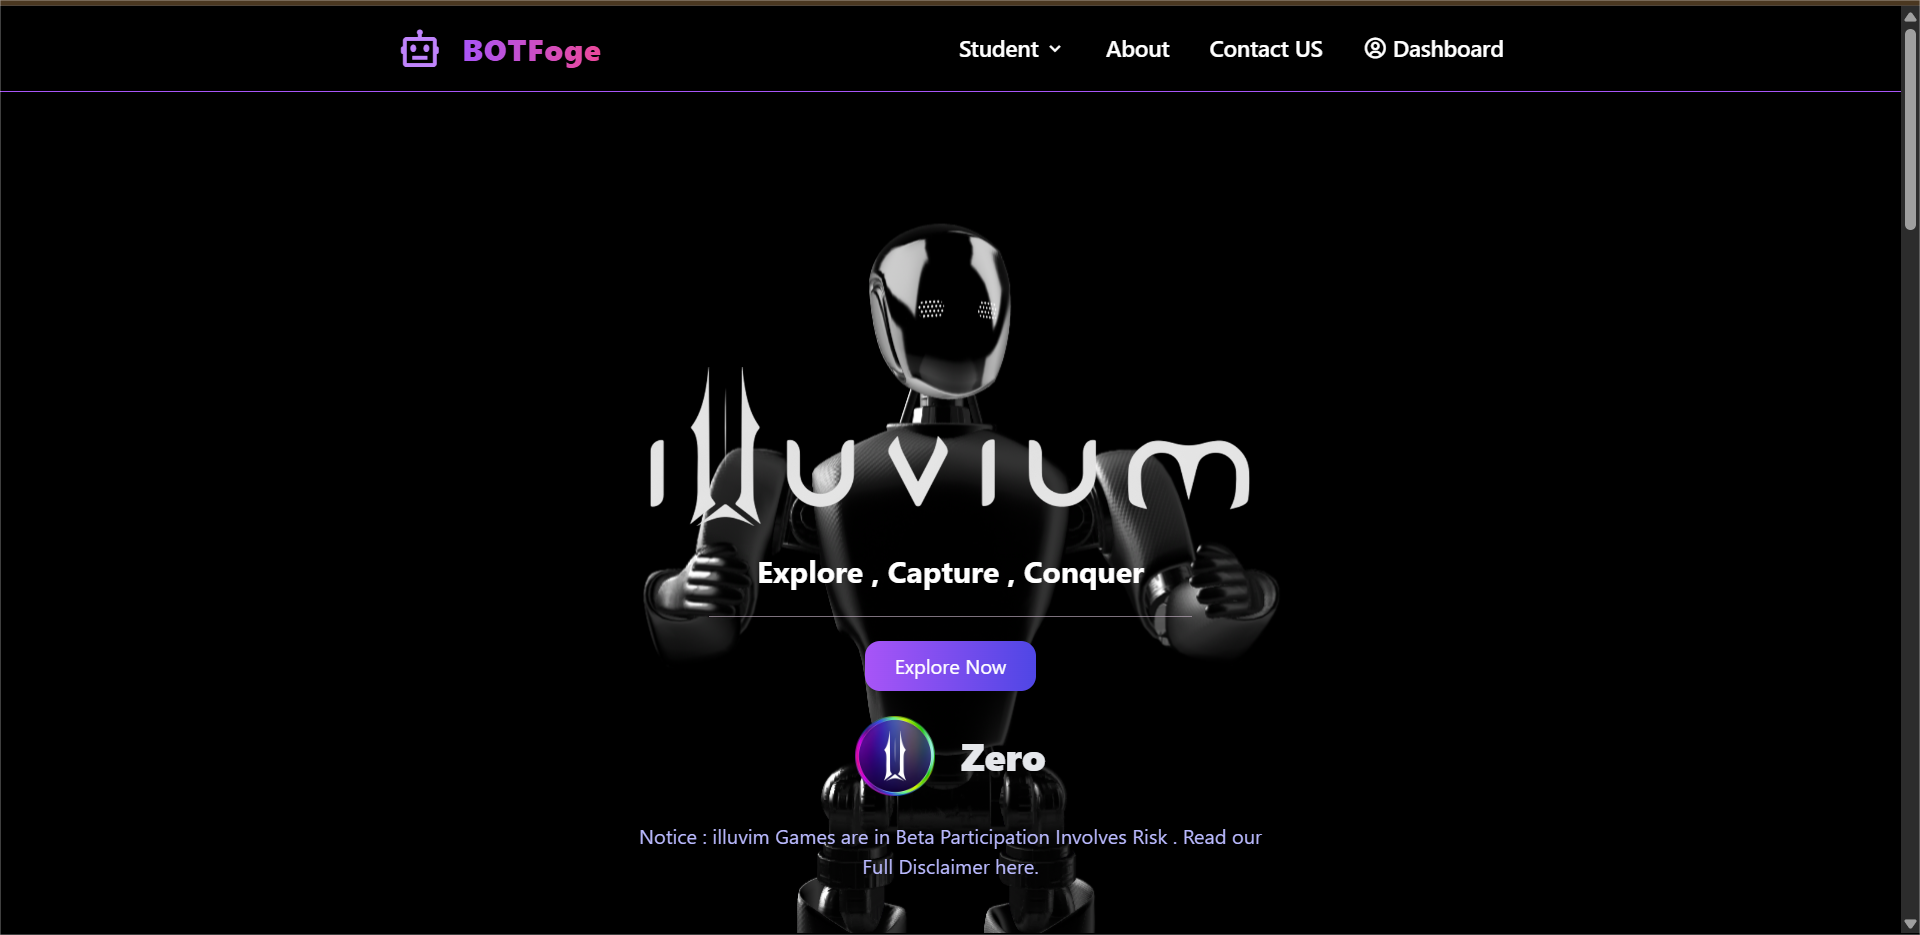 BOTFoge
Student
About
Contact US
Dashboard
illuvium
Explore , Capture , Conquer
Explore Now
Zero
Notice : illuvim Games are in Beta Participation Involves Risk . Read our
Full Disclaimer here.